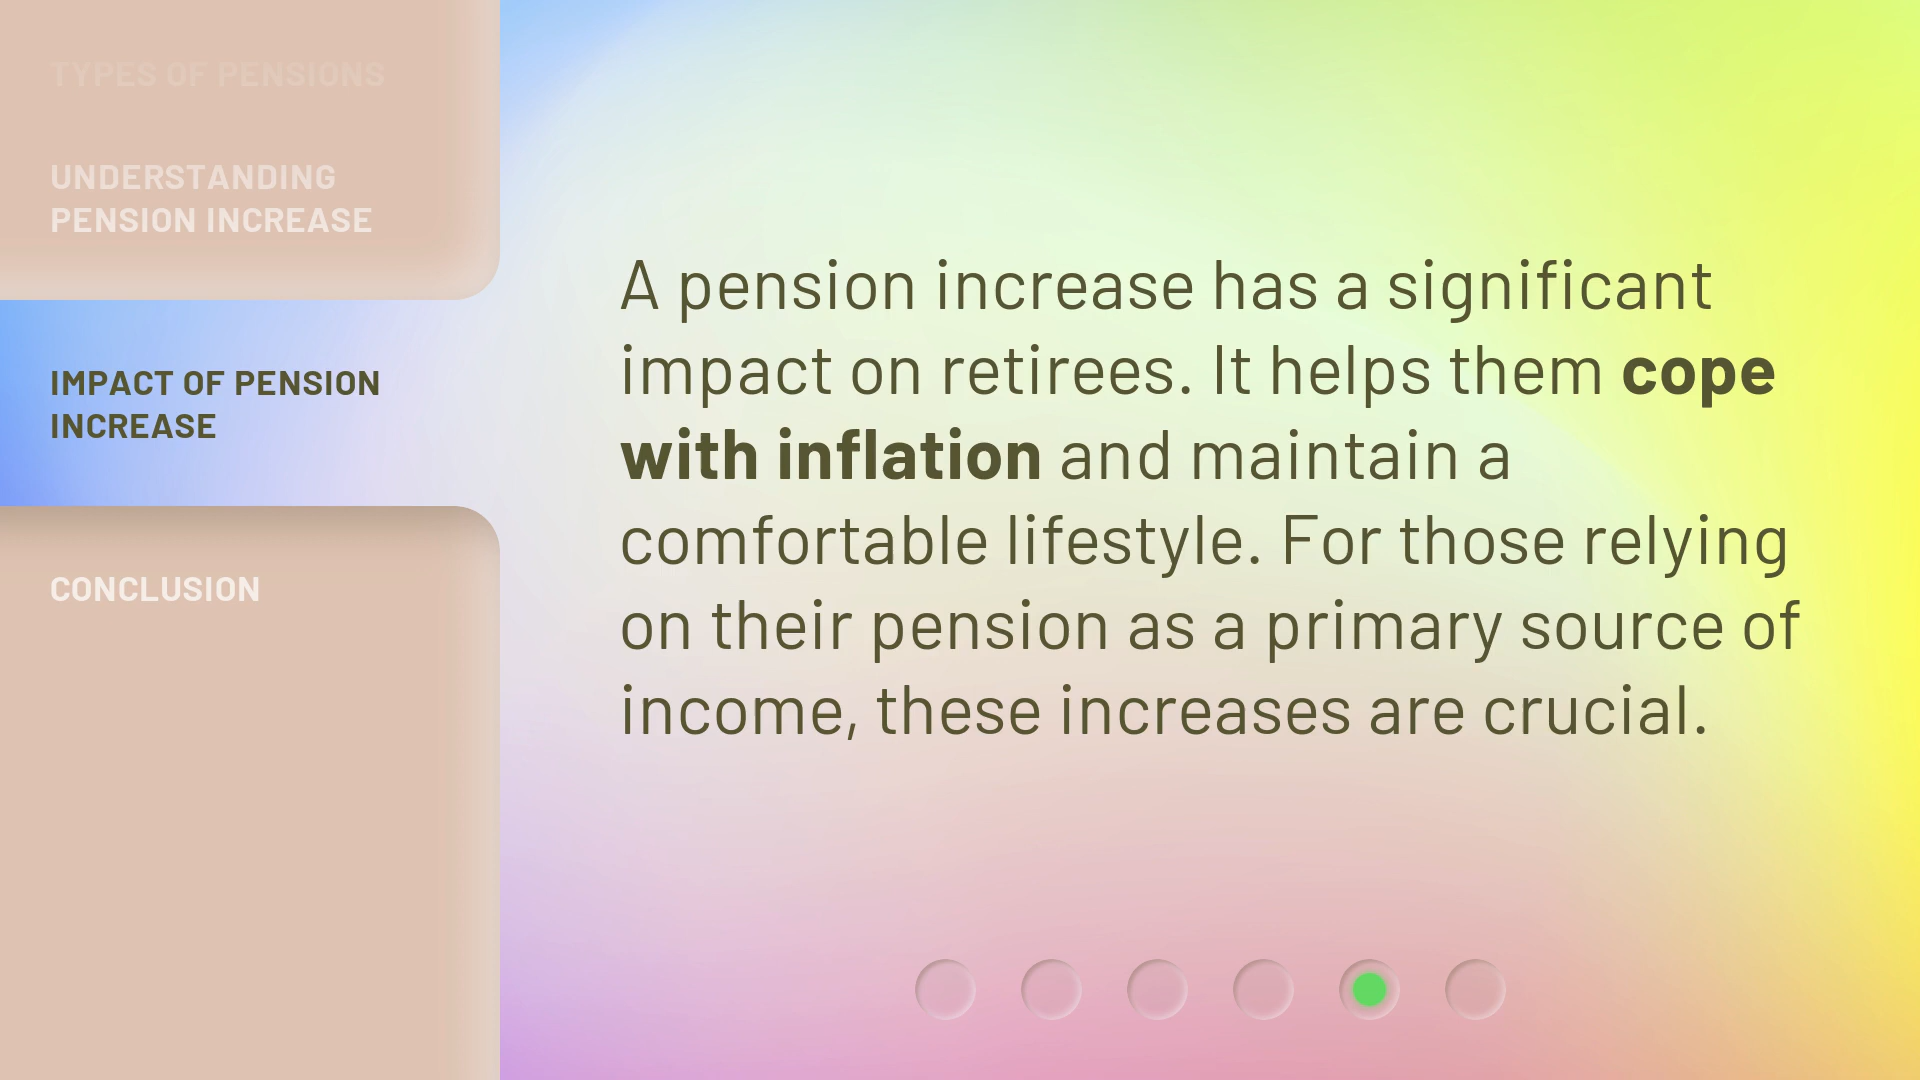 TYPES OF PENSIONS
UNDERSTANDING
PENSION INCREASE
IMPACT OF PENSION
INCREASE
CONCLUSION
A pension increase has a significant
impact on retirees. It helps them cope
with inflation and maintain a
comfortable lifestyle. For those relying
on their pension as a primary source of
income, these increases are crucial.